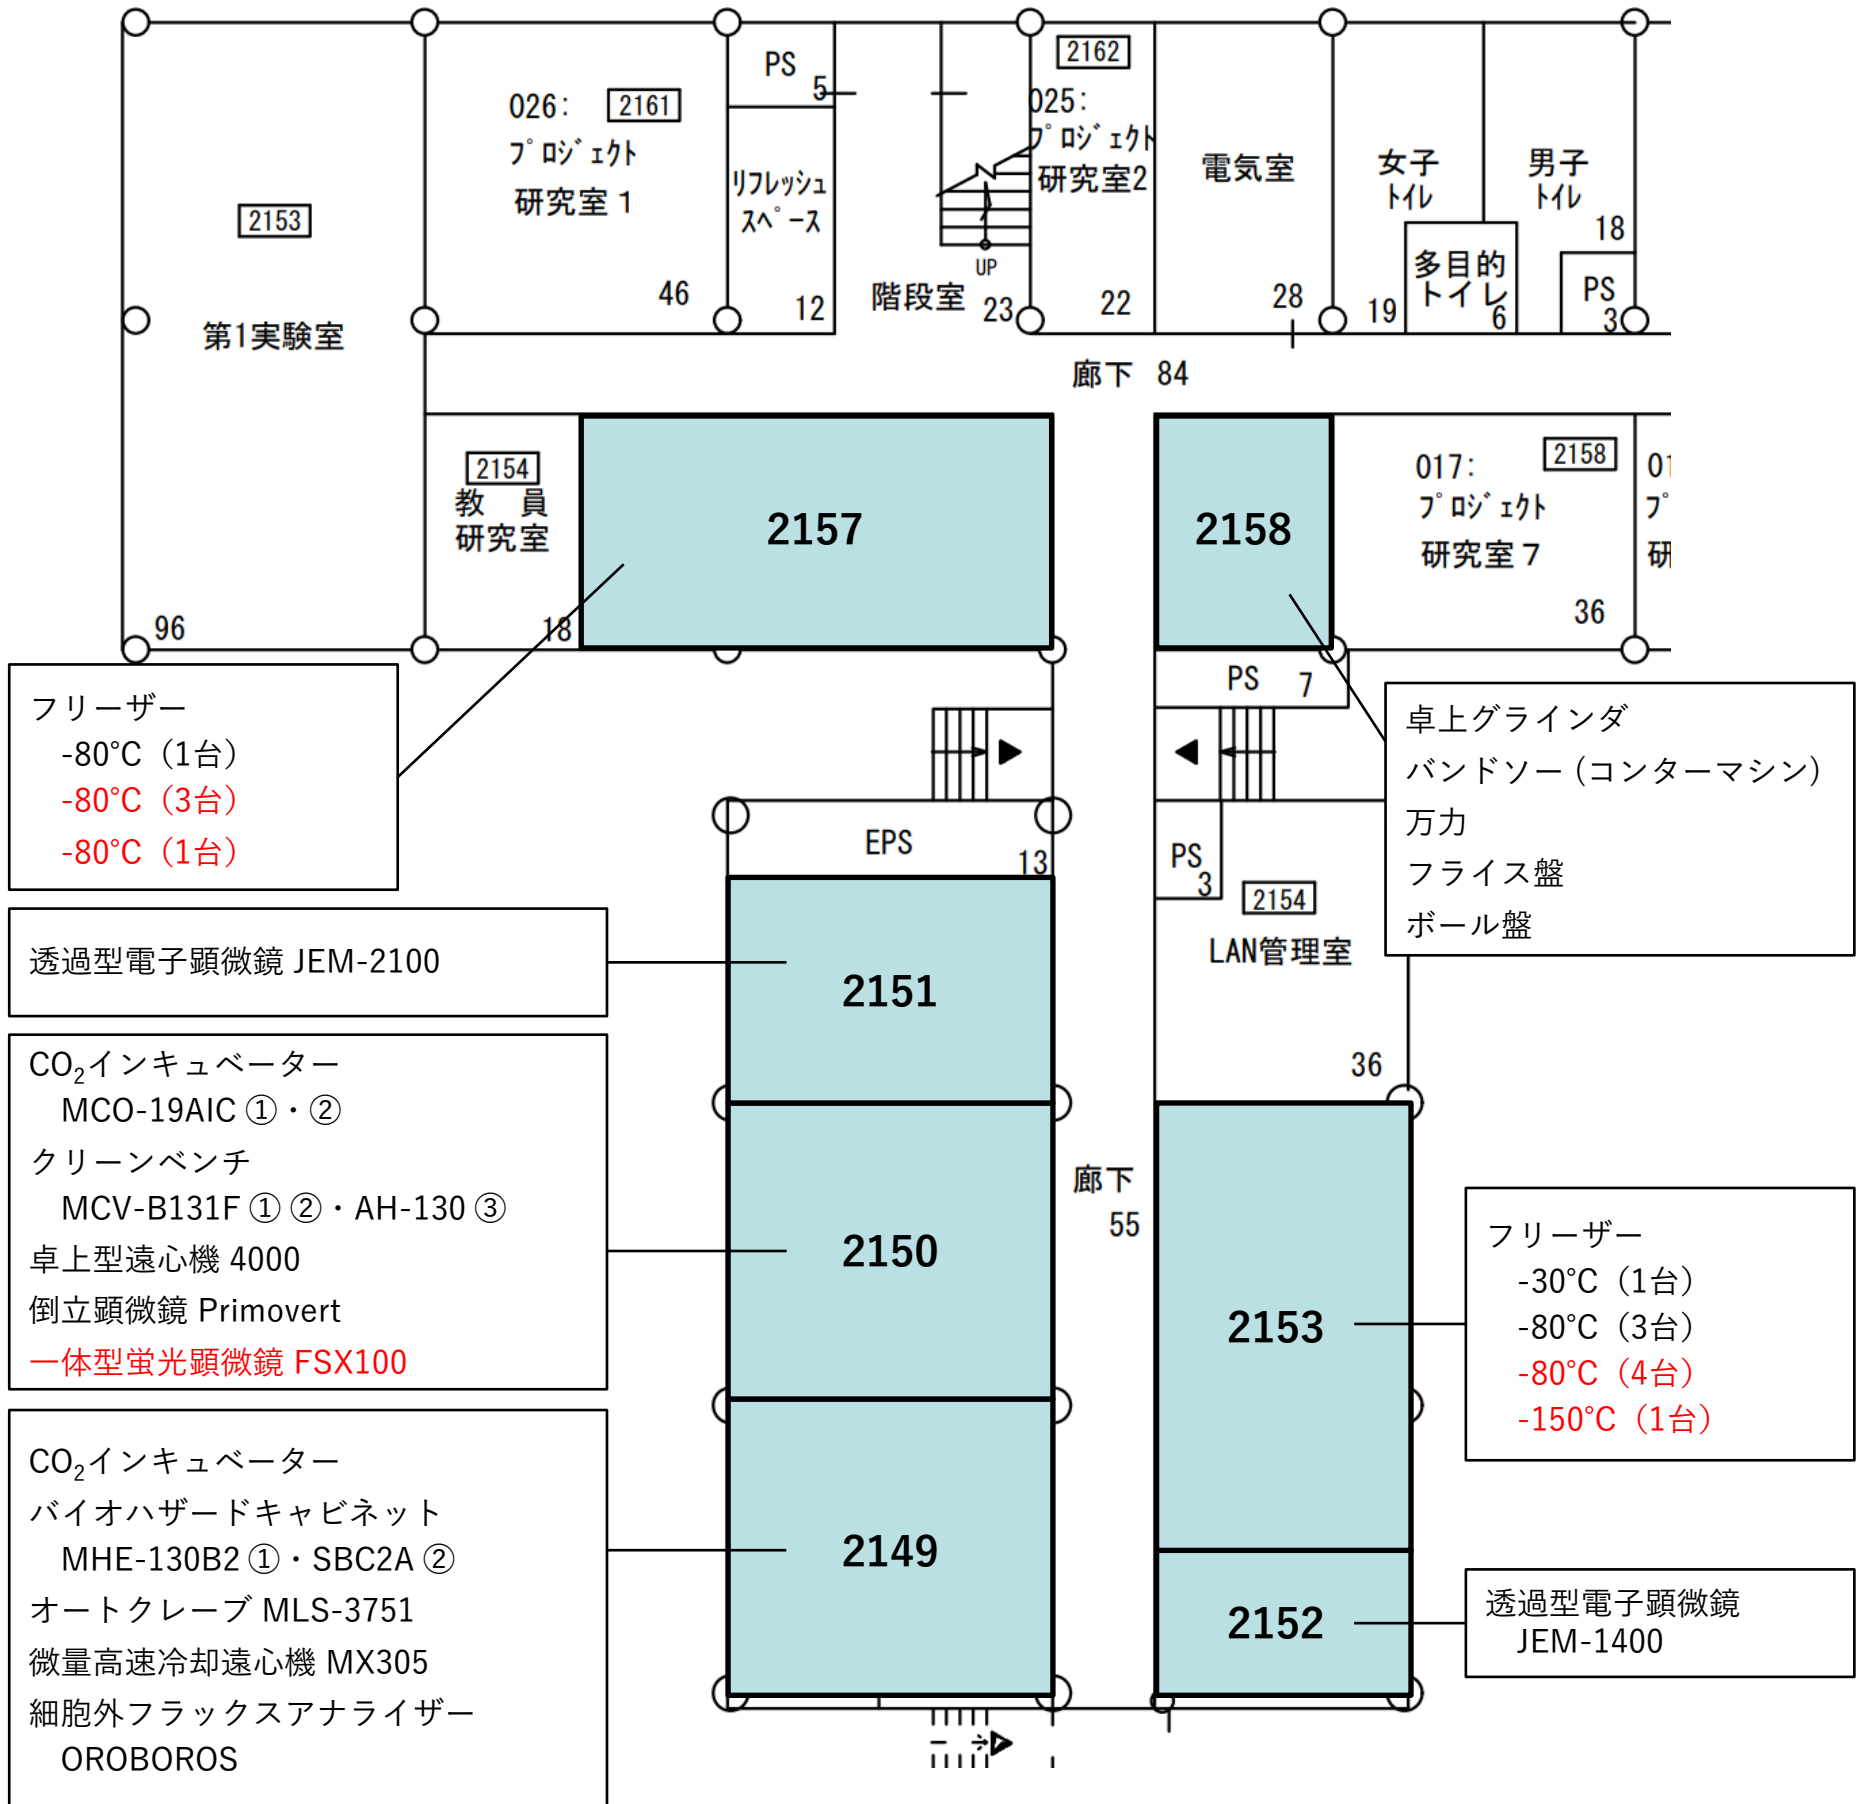 PS
5
2162
026:
2161
025:
プロジェクト
研究室1
プロジェクト
研究室2
リフレッシュ
スペース
電気室
女子
トイレ
男子
トイレ
2153
第1実験室
18
多目的
トイレ
6
PS
3
UP
46
12
階段室
23
22
28
19
廊下 84
2154
教 員
研究室
18
2157
2158
017:
2158
プロジェクト
研究室7
36
01
プ
研
96
PS 7
フリーザー
-80°C(1台)
-80°C(3台)
-80°C(1台)
卓上グラインダ
バンドソー(コンターマシン)
万力
フライス盤
ボール盤
EPS
13
PS
3
2154
LAN管理室
36
透過型電子顕微鏡 JEM-2100
2151
CO₂インキュベーター
MCO-19AIC ①・②
クリーンベンチ
MCV-B131F ① ②・AH-130 ③
卓上型遠心機 4000
倒立顕微鏡 Primovert
一体型蛍光顕微鏡 FSX100
2150
廊下
55
2153
フリーザー
-30°C(1台)
-80°C(3台)
-80°C(4台)
-150°C(1台)
CO₂インキュベーター
バイオハザードキャビネット
MHE-130B2 ①・SBC2A ②
オートクレーブ MLS-3751
微量高速冷却遠心機 MX305
細胞外フラックスアナライザー
OROBOROS
2149
2152
透過型電子顕微鏡
JEM-1400